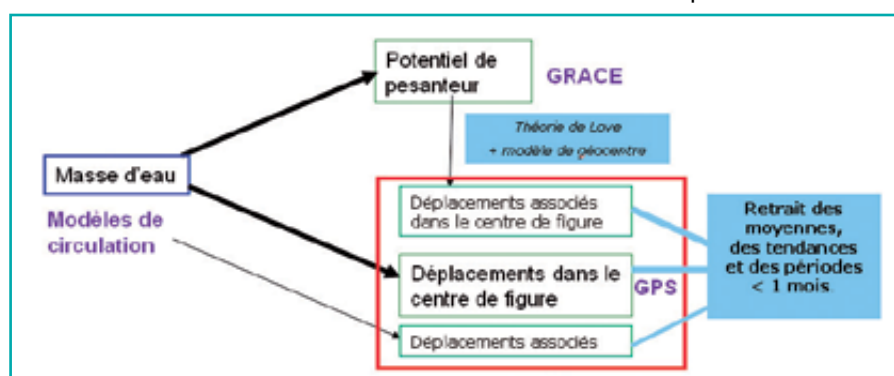 Potentiel de
pesanteur
GRACE
Théorie de Love
+ modèle de géocentre
Masse d'eau
Modèles de
circulation
Déplacements associés
dans le centre de figure
Déplacements dans le
centre de figure
GPS
Déplacements associés
Retrait des
moyennes,
des tendances
et des périodes
< 1 mois.